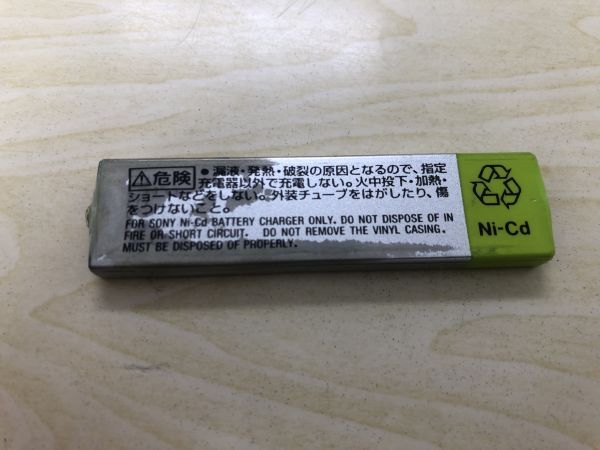 ⚠危険 ● 漏液・発熱・破裂の原因となるので、指定
充電器以外で充電しない。火中投下・加熱・
ショートなどをしない。外装チューブをはがしたり、傷
をつけないこと。
FOR SONY Ni-Cd BATTERY CHARGER ONLY. DO NOT DISPOSE OF IN
FIRE OR SHORT CIRCUIT. DO NOT REMOVE THE VINYL CASING.
MUST BE DISPOSED OF PROPERLY.
Ni-Cd